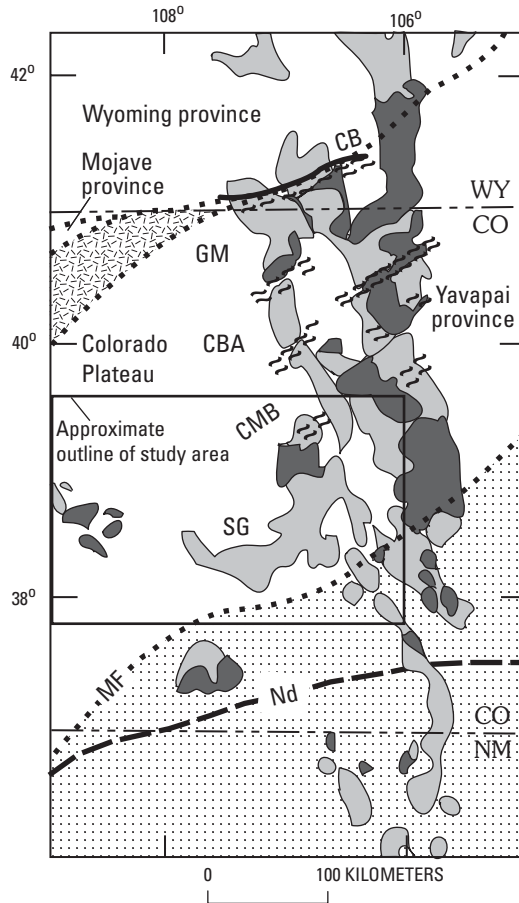 108°
106°
42°
Wyoming province
CB
Mojave
province
WY
CO
GM
Yavapai
province
40°
Colorado
Plateau
CBA
Approximate
outline of study area
CMB
SG
38°
MF
Nd
CO
NM
0
100 KILOMETERS